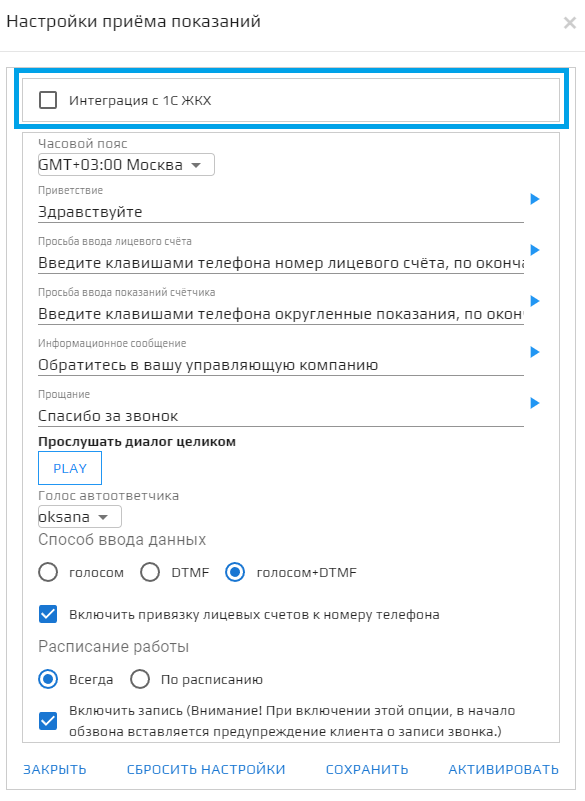 Настройки приёма показаний
Интеграция с 1С ЖКХ
Часовой пояс
GMT+03:00 Москва
Приветствие
Здравствуйте
Просьба ввода лицевого счёта
Введите клавишами телефона номер лицевого счёта, по оконча
Просьба ввода показаний счётчика
Введите клавишами телефона округленные показания, по окон
Информационное сообщение
Обратитесь в вашу управляющую компанию
Прощание
Спасибо за звонок
Прослушать диалог целиком
PLAY
Голос автоответчика
oksana
Способ ввода данных
голосом DTMF голосом+DTMF
Включить привязку лицевых счетов к номеру телефона
Расписание работы
Всегда По расписанию
Включить запись (Внимание! При включении этой опции, в начало
обзвона вставляется предупреждение клиента о записи звонка.)
ЗАКРЫТЬ СБРОСИТЬ НАСТРОЙКИ СОХРАНИТЬ АКТИВИРОВАТЬ